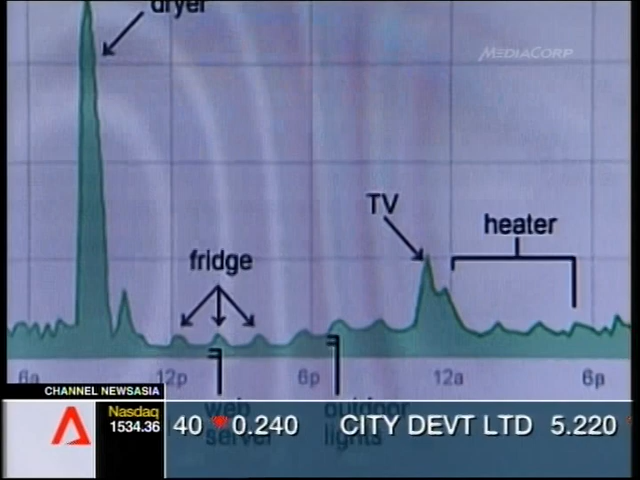 dryer
MEDIACORP
TV
heater
fridge
6a 12p 6p 12a 6p
web
server
outdoor
lights
CHANNEL NEWSASIA
Nasdaq
1534.36
40 0.240 CITY DEVT LTD 5.220